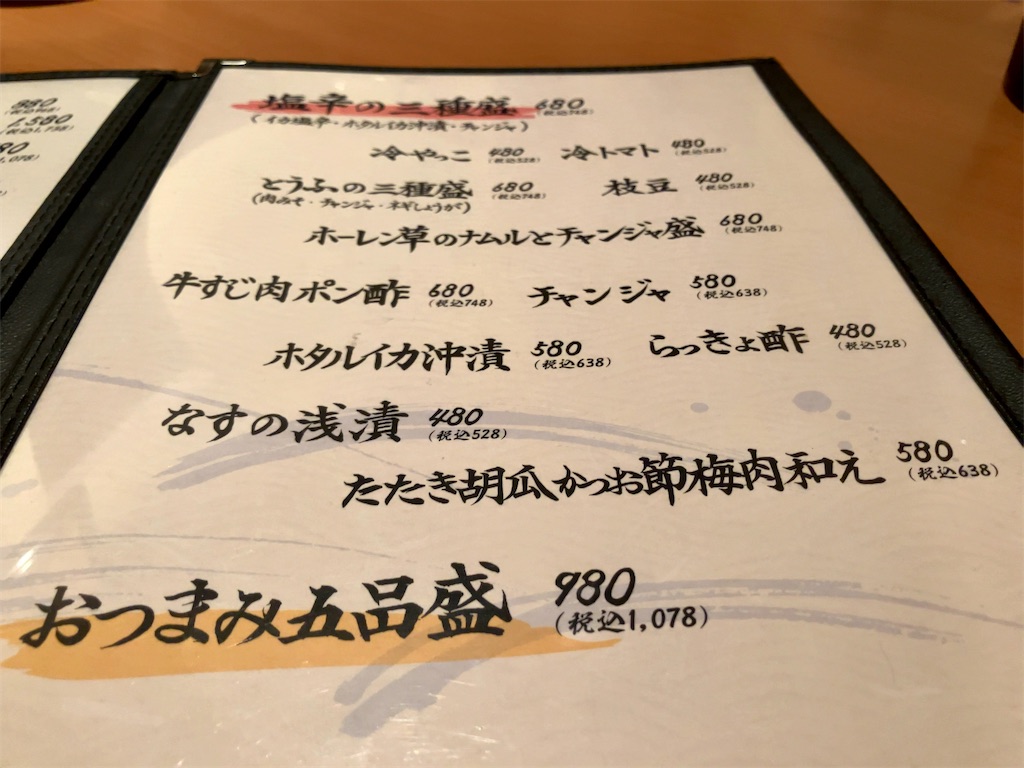 880
1,580
(税込1,738)
塩辛の三種盛 680 (税込748)
(イカ塩辛・ホタルイカ沖漬・チャンジャ)
冷やっこ 480 (税込528) 冷トマト 480 (税込528)
とうふの三種盛 680 (税込748) 枝豆 480 (税込528)
(肉みそ・チャンジャ・ネギしょうが)
ホーレン草のナムルとチャンジャ盛 680 (税込748)
牛すじ肉ポン酢 680 (税込748) チャンジャ 580 (税込638)
ホタルイカ沖漬 580 (税込638) らっきょ酢 480 (税込528)
なすの浅漬 480 (税込528)
たたき胡瓜かつお節梅肉和え 580 (税込638)
おつまみ五品盛 980 (税込1,078)